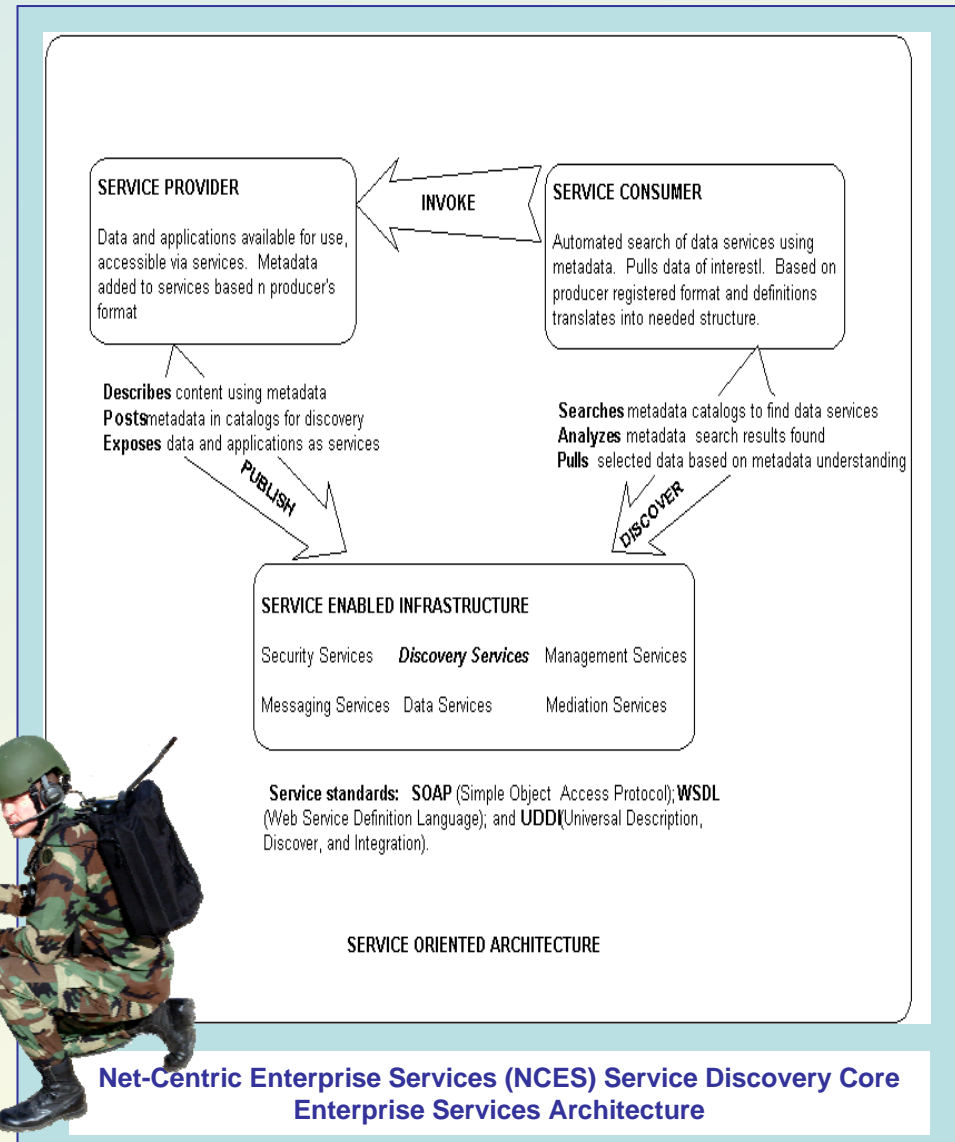 SERVICE PROVIDER
Data and applications available for use,
accessible via services. Metadata
added to services based n producer's
format
INVOKE
SERVICE CONSUMER
Automated search of data services using
metadata. Pulls data of interestl. Based on
producer registered format and definitions
translates into needed structure.
Describes content using metadata
Postsmetadata in catalogs for discovery
Exposes data and applications as services
PUBLISH
Searches metadata catalogs to find data services
Analyzes metadata search results found
Pulls selected data based on metadata understanding
DISCOVER
SERVICE ENABLED INFRASTRUCTURE
Security Services Discovery Services Management Services
Messaging Services Data Services Mediation Services
Service standards: SOAP (Simple Object Access Protocol); WSDL
(Web Service Definition Language); and UDDI(Universal Description,
Discover, and Integration).
SERVICE ORIENTED ARCHITECTURE
Net-Centric Enterprise Services (NCES) Service Discovery Core
Enterprise Services Architecture